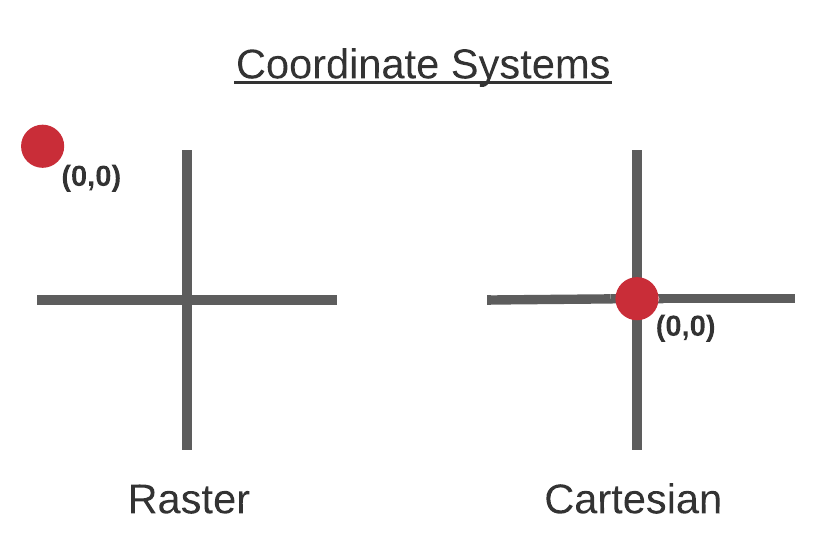 Coordinate Systems
(0,0)
(0,0)
Raster
Cartesian